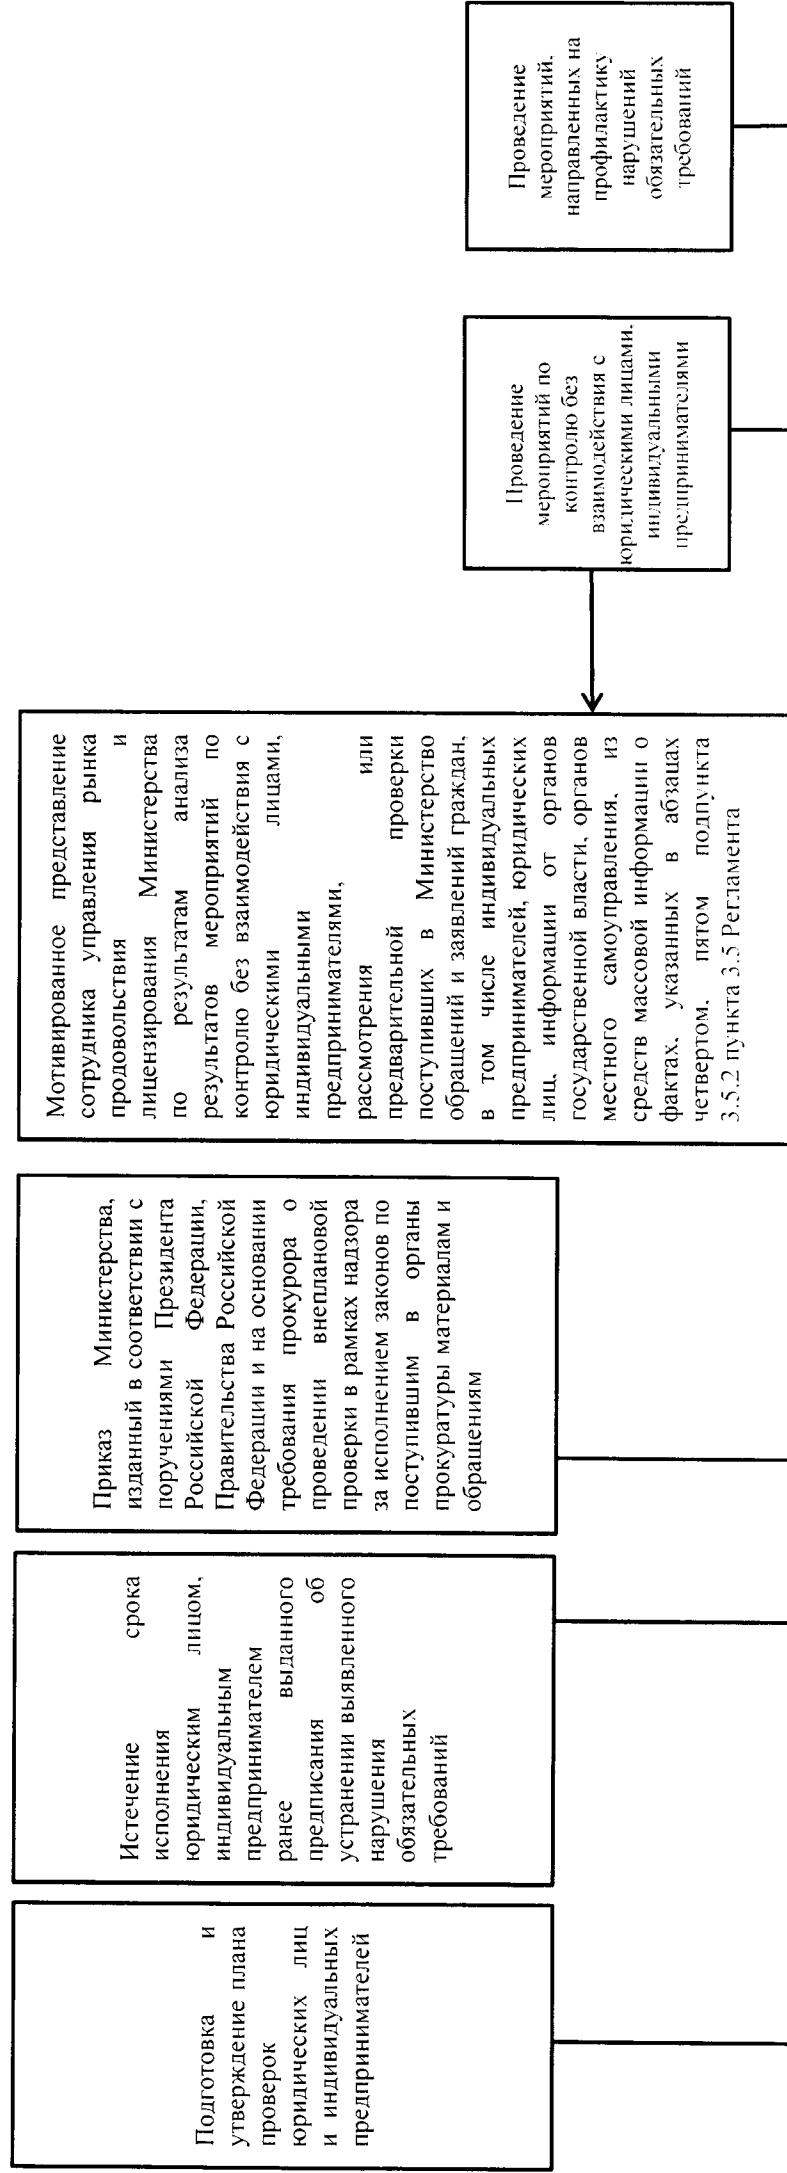 Подготовка и
утверждение плана
проверок
юридических лиц
и индивидуальных
предпринимателей
Истечение срока
исполнения
юридическим лицом,
индивидуальным
предпринимателем
ранее выданного
предписания об
устранении выявленного
нарушения
обязательных
требований
Приказ Министерства,
изданный в соответствии с
поручениями Президента
Российской Федерации,
Правительства Российской
Федерации и на основании
требования прокурора о
проведении внеплановой
проверки в рамках надзора
за исполнением законов по
поступившим в органы
прокуратуры материалам и
обращениям
Мотивированное представление
сотрудника управления рынка
продовольствия и
лицензирования Министерства
по результатам анализа
результатов мероприятий по
контролю без взаимодействия с
юридическими лицами,
индивидуальными
предпринимателями,
рассмотрения или
предварительной проверки
поступивших в Министерство
обращений и заявлений граждан,
в том числе индивидуальных
предпринимателей, юридических
лиц, информации от органов
государственной власти, органов
местного самоуправления, из
средств массовой информации о
фактах, указанных в абзацах
четвертом, пятом подпункта
3.5.2 пункта 3.5 Регламента
Проведение
мероприятий по
контролю без
взаимодействия с
юридическими лицами,
индивидуальными
предпринимателями
Проведение
мероприятий,
направленных на
профилактику
нарушений
обязательных
требований